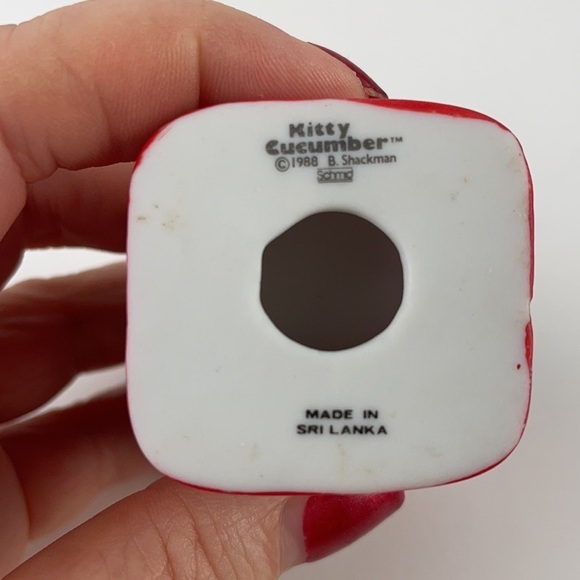 Kitty
Cucumber™
©1988 B. Shackman
Schmid
MADE IN
SRI LANKA